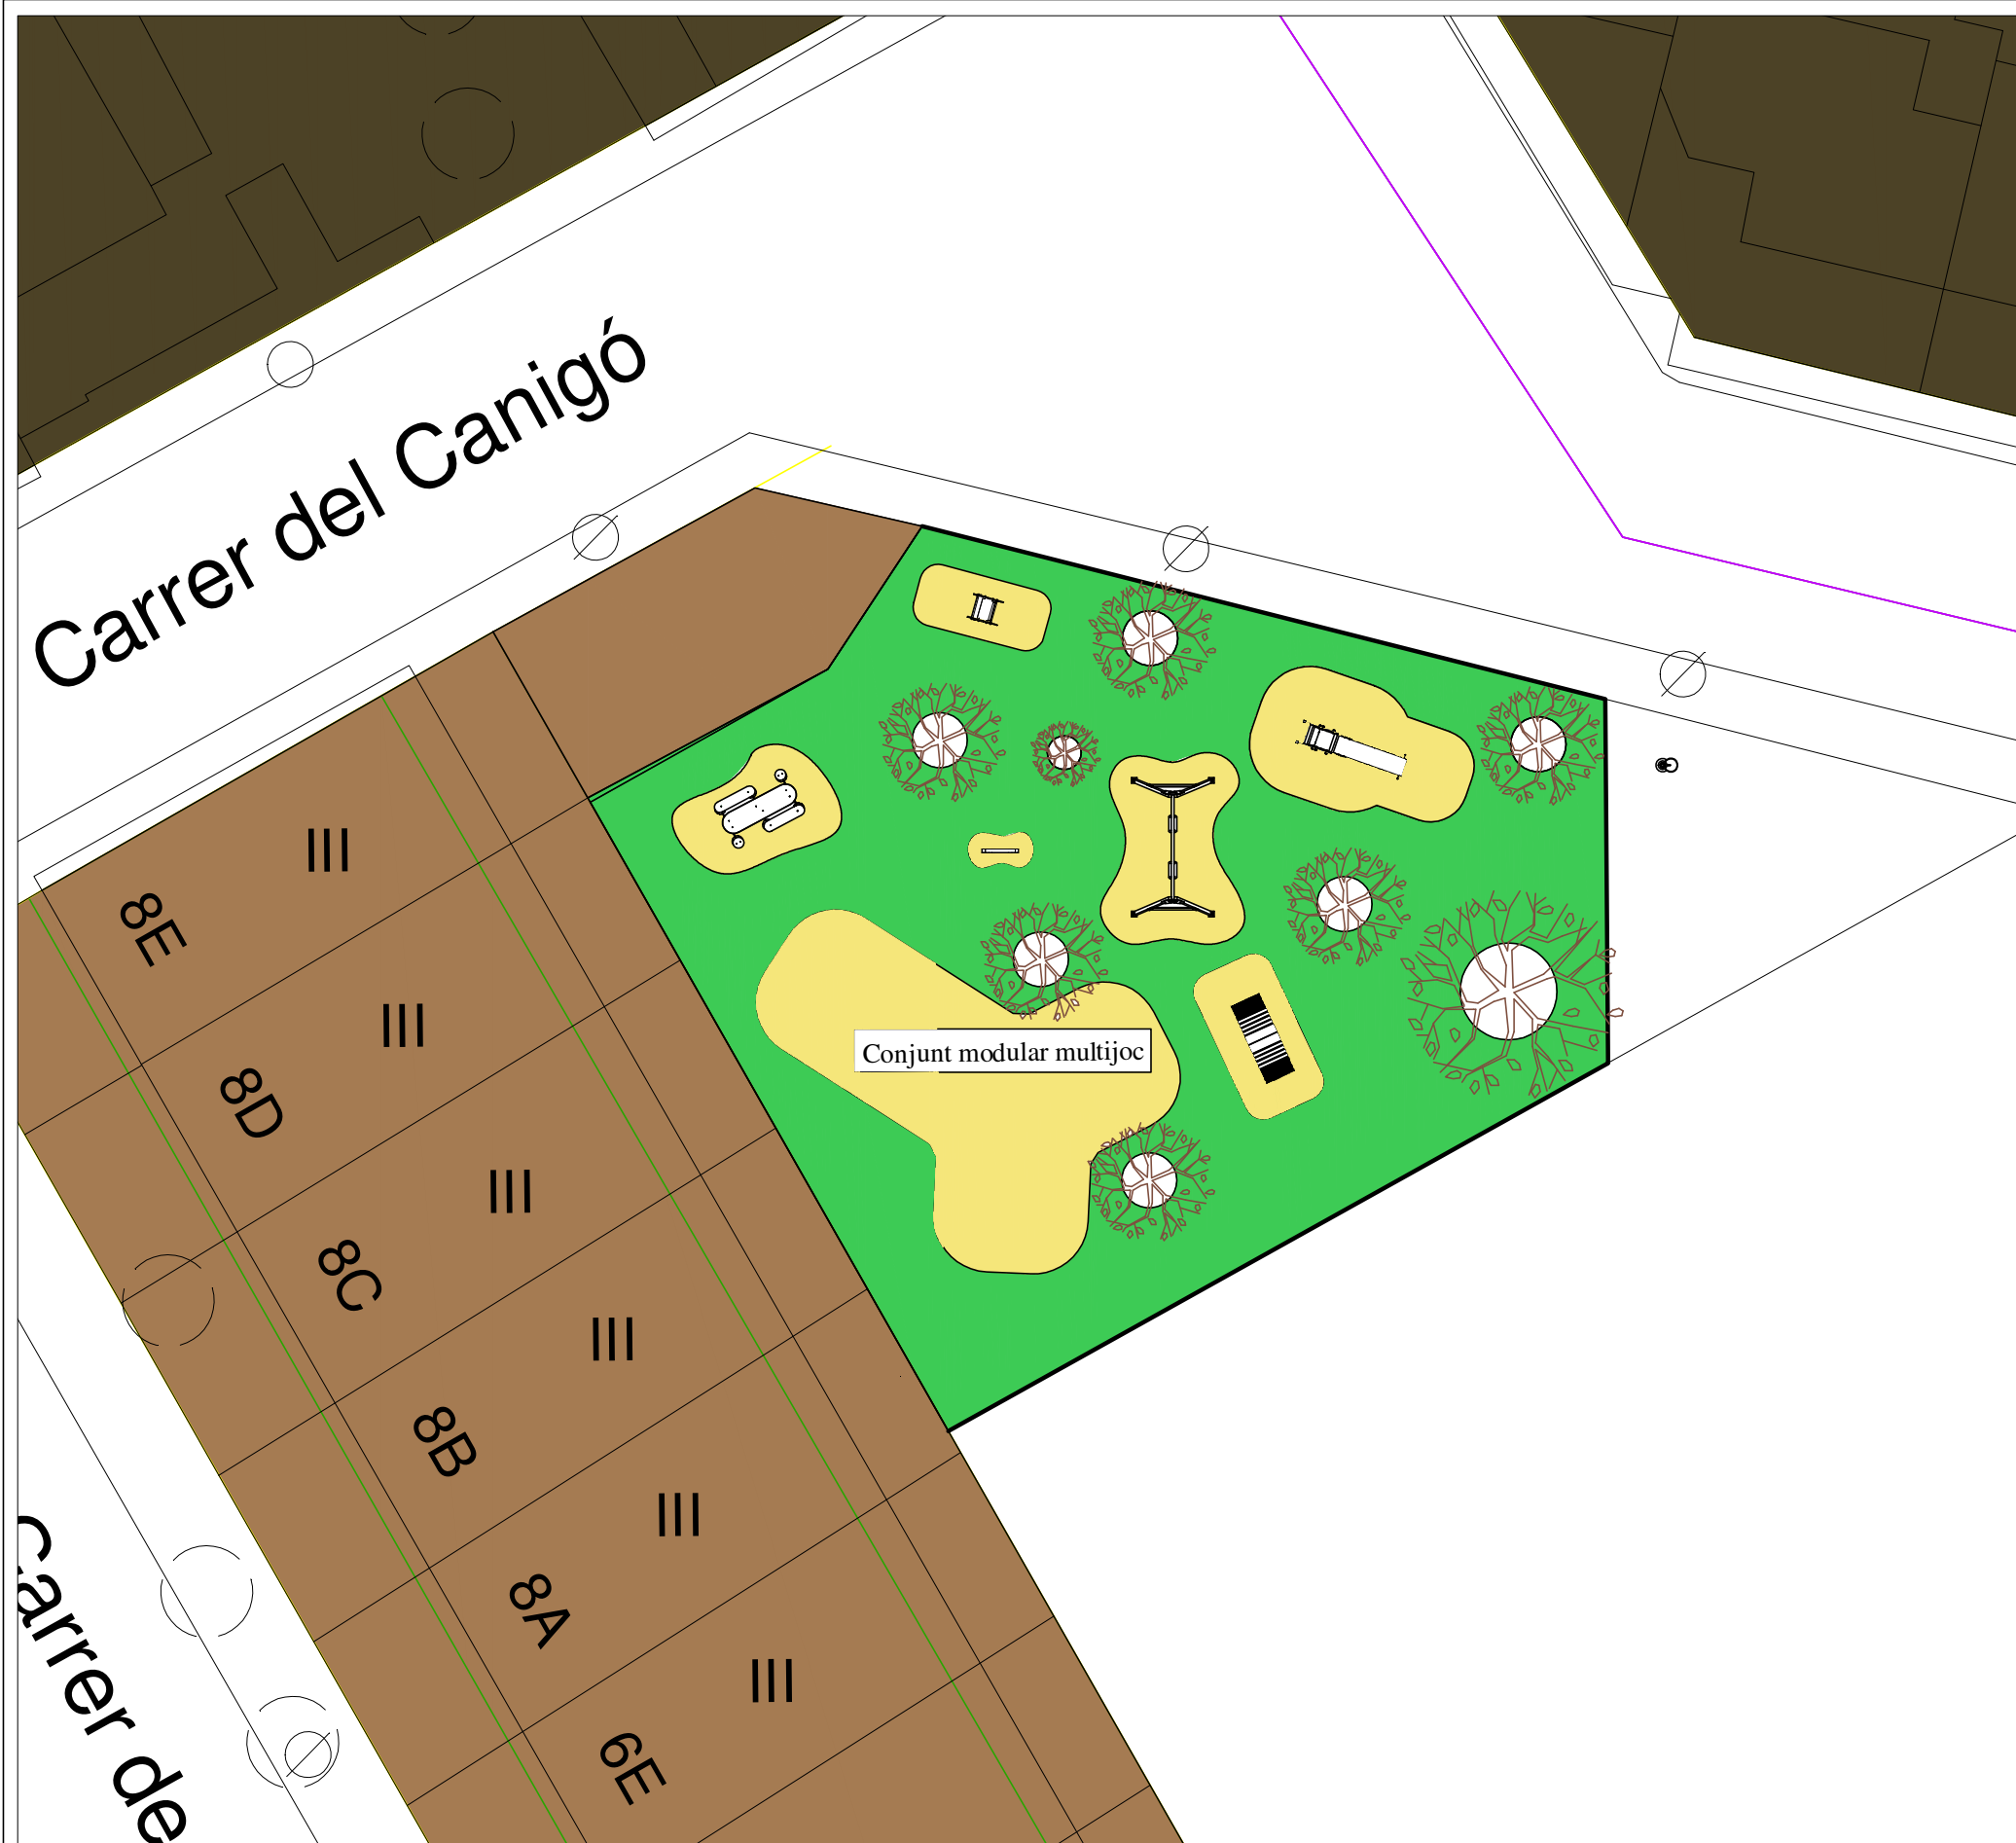 Carrer del Canigó
III
8E
III
8D
Conjunt modular multijoc
III
8C
III
8B
III
8A
III
6E
Carrer de